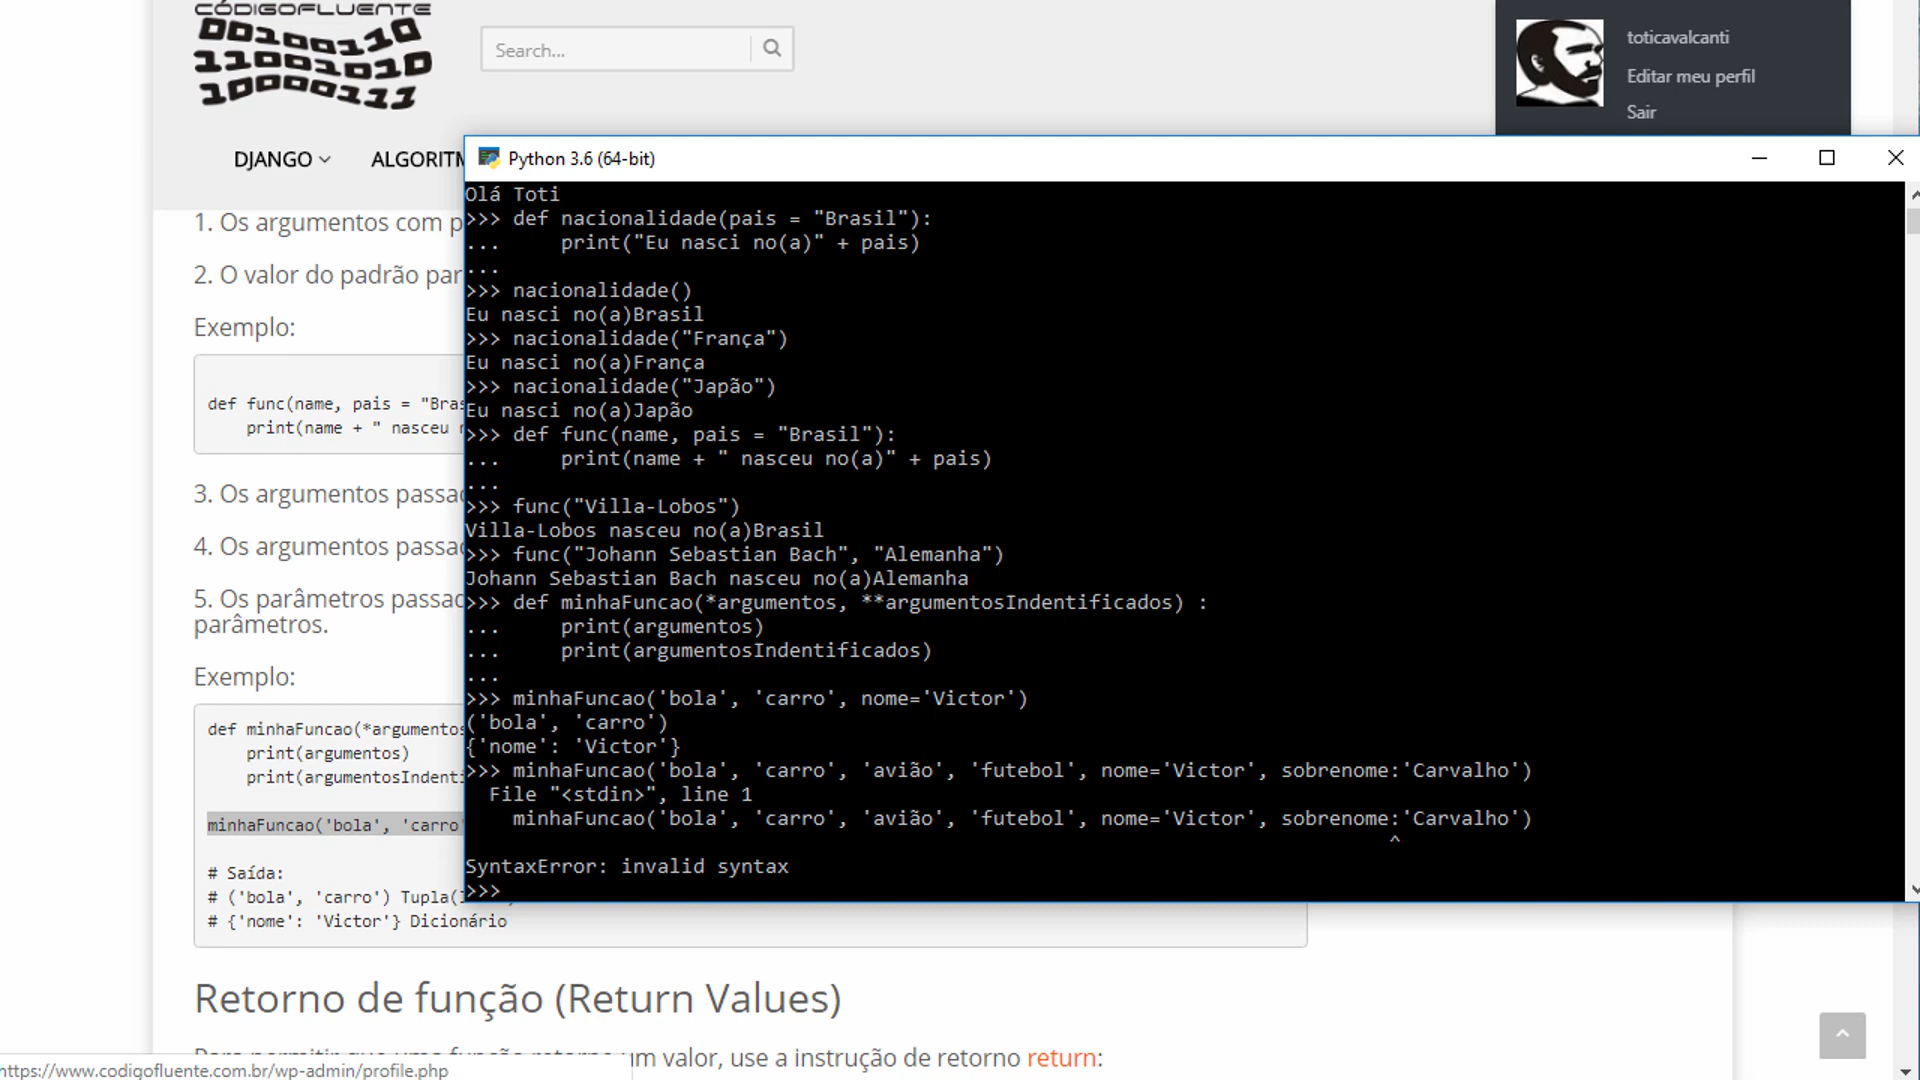 CÓDIGOFLUENTE
00100110
11001010
10000111
Search...
toticavalcanti
Editar meu perfil
Sair
DJANGO
ALGORITM
1. Os argumentos com p
2. O valor do padrão par
Exemplo:
def func(name, pais = "Bras
    print(name + " nasceu n
3. Os argumentos passad
4. Os argumentos passad
5. Os parâmetros passad
parâmetros.
Exemplo:
def minhaFuncao(*argumentos
    print(argumentos)
    print(argumentosIndenti
minhaFuncao('bola', 'carro'
# Saída:
# ('bola', 'carro') Tupla(
# {'nome': 'Victor'} Dicionário
Python 3.6 (64-bit)
Olá Toti
>>> def nacionalidade(pais = "Brasil"):
...     print("Eu nasci no(a)" + pais)
...
>>> nacionalidade()
Eu nasci no(a)Brasil
>>> nacionalidade("França")
Eu nasci no(a)França
>>> nacionalidade("Japão")
Eu nasci no(a)Japão
>>> def func(name, pais = "Brasil"):
...     print(name + " nasceu no(a)" + pais)
...
>>> func("Villa-Lobos")
Villa-Lobos nasceu no(a)Brasil
>>> func("Johann Sebastian Bach", "Alemanha")
Johann Sebastian Bach nasceu no(a)Alemanha
>>> def minhaFuncao(*argumentos, **argumentosIndentificados) :
...     print(argumentos)
...     print(argumentosIndentificados)
...
>>> minhaFuncao('bola', 'carro', nome='Victor')
('bola', 'carro')
{'nome': 'Victor'}
>>> minhaFuncao('bola', 'carro', 'avião', 'futebol', nome='Victor', sobrenome:'Carvalho')
  File "<stdin>", line 1
    minhaFuncao('bola', 'carro', 'avião', 'futebol', nome='Victor', sobrenome:'Carvalho')
                                                                             ^
SyntaxError: invalid syntax
>>>
Retorno de função (Return Values)
um valor, use a instrução de retorno return:
https://www.codigofluente.com.br/wp-admin/profile.php